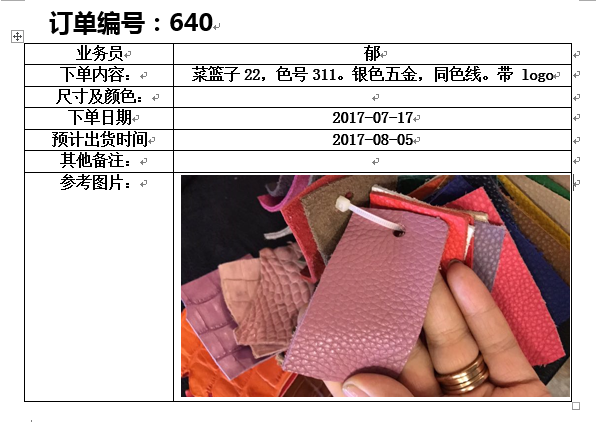 订单编号：640
业务员 郁
下单内容： 菜篮子 22，色号 311。银色五金，同色线。带 logo
尺寸及颜色：
下单日期 2017-07-17
预计出货时间 2017-08-05
其他备注：
参考图片：